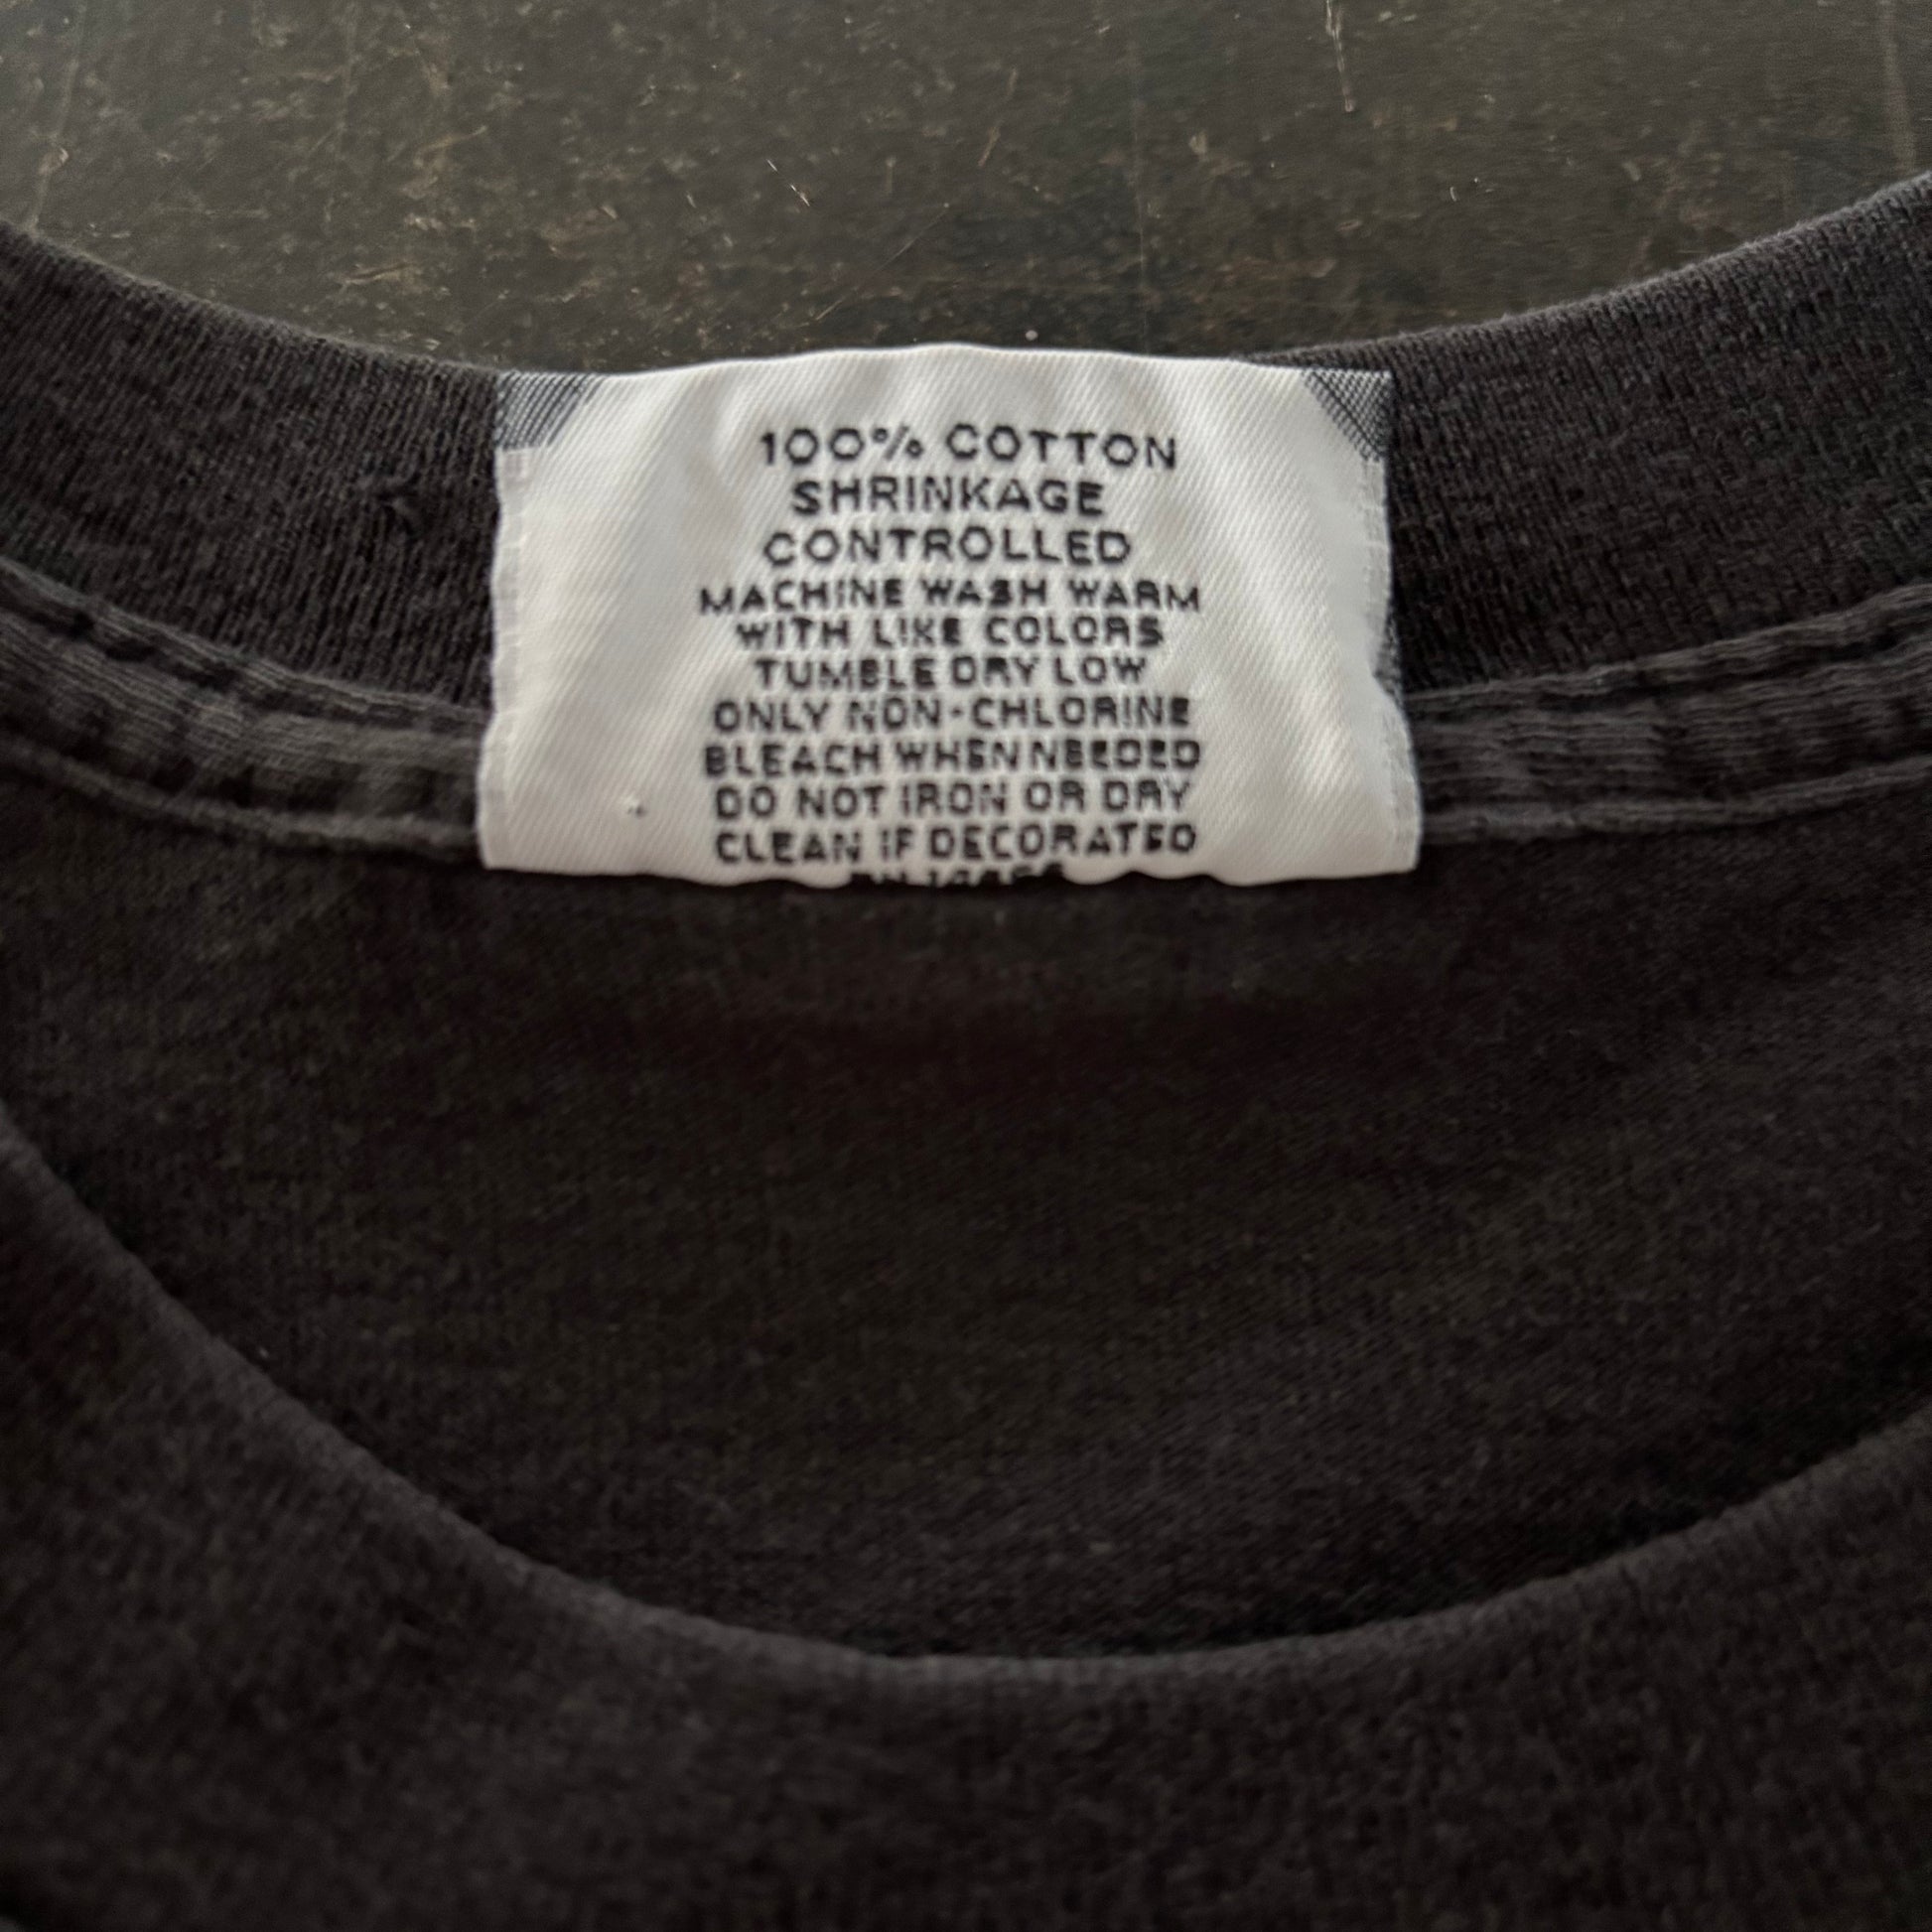 100% COTTON
SHRINKAGE
CONTROLLED
MACHINE WASH WARM
WITH LIKE COLORS
TUMBLE DRY LOW
ONLY NON-CHLORINE
BLEACH WHEN NEEDED
DO NOT IRON OR DRY
CLEAN IF DECORATED